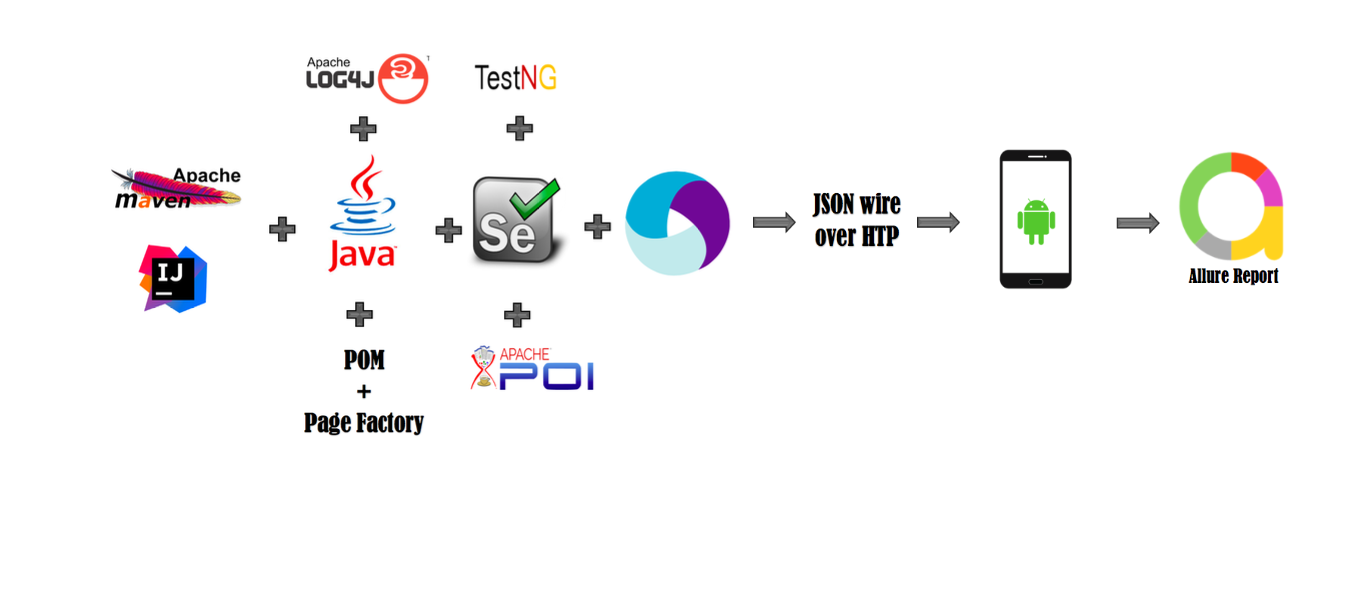 Apache
LOG4J
T
TestNG
Apache
maven
IJ
Java
Se
JSON wire
over HTP
Allure Report
POM
+
Page Factory
APACHE
POI